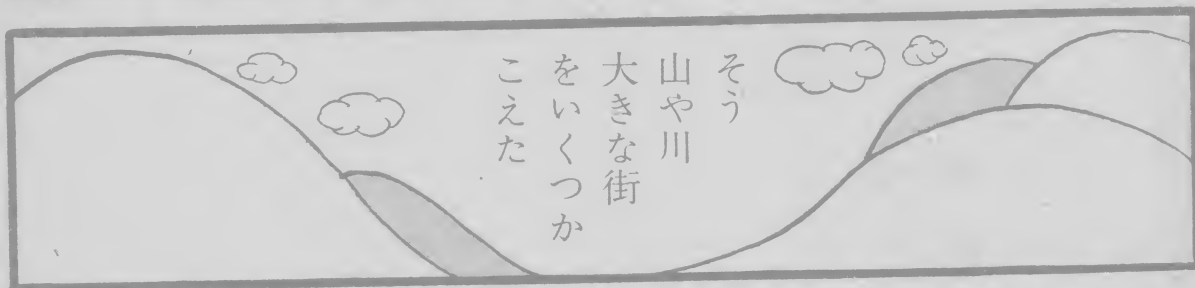 そう
山や川
大きな街
をいくつか
こえた